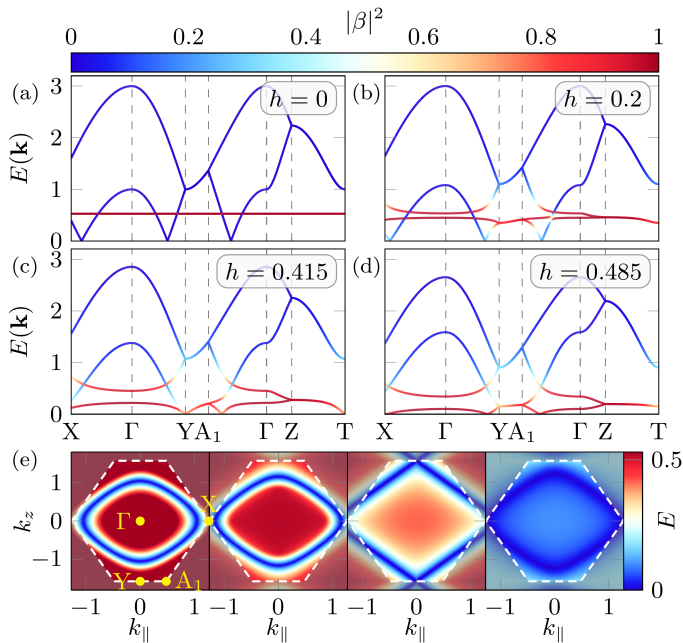 |β|²
0 0.2 0.4 0.6 0.8 1
(a) h = 0
(b) h = 0.2
E(k)
3
2
1
0
(c) h = 0.415
(d) h = 0.485
E(k)
3
2
1
0
X Γ Y A₁ Γ Z T
X Γ Y A₁ Γ Z T
(e)
k_z
1
0
−1
Γ
X
Y A₁
−1 0 1
−1 0 1
−1 0 1
−1 0 1
k_∥ k_∥ k_∥ k_∥
0.5
E
0